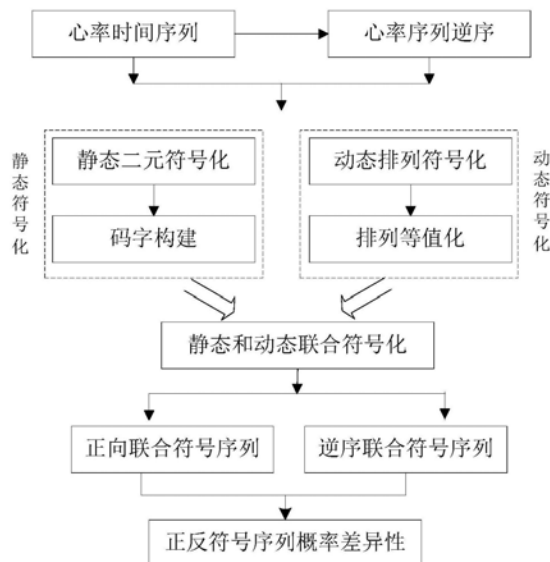 心率时间序列
心率序列逆序
静态符号化
静态二元符号化
动态排列符号化
动态符号化
码字构建
排列等值化
静态和动态联合符号化
正向联合符号序列
逆序联合符号序列
正反符号序列概率差异性